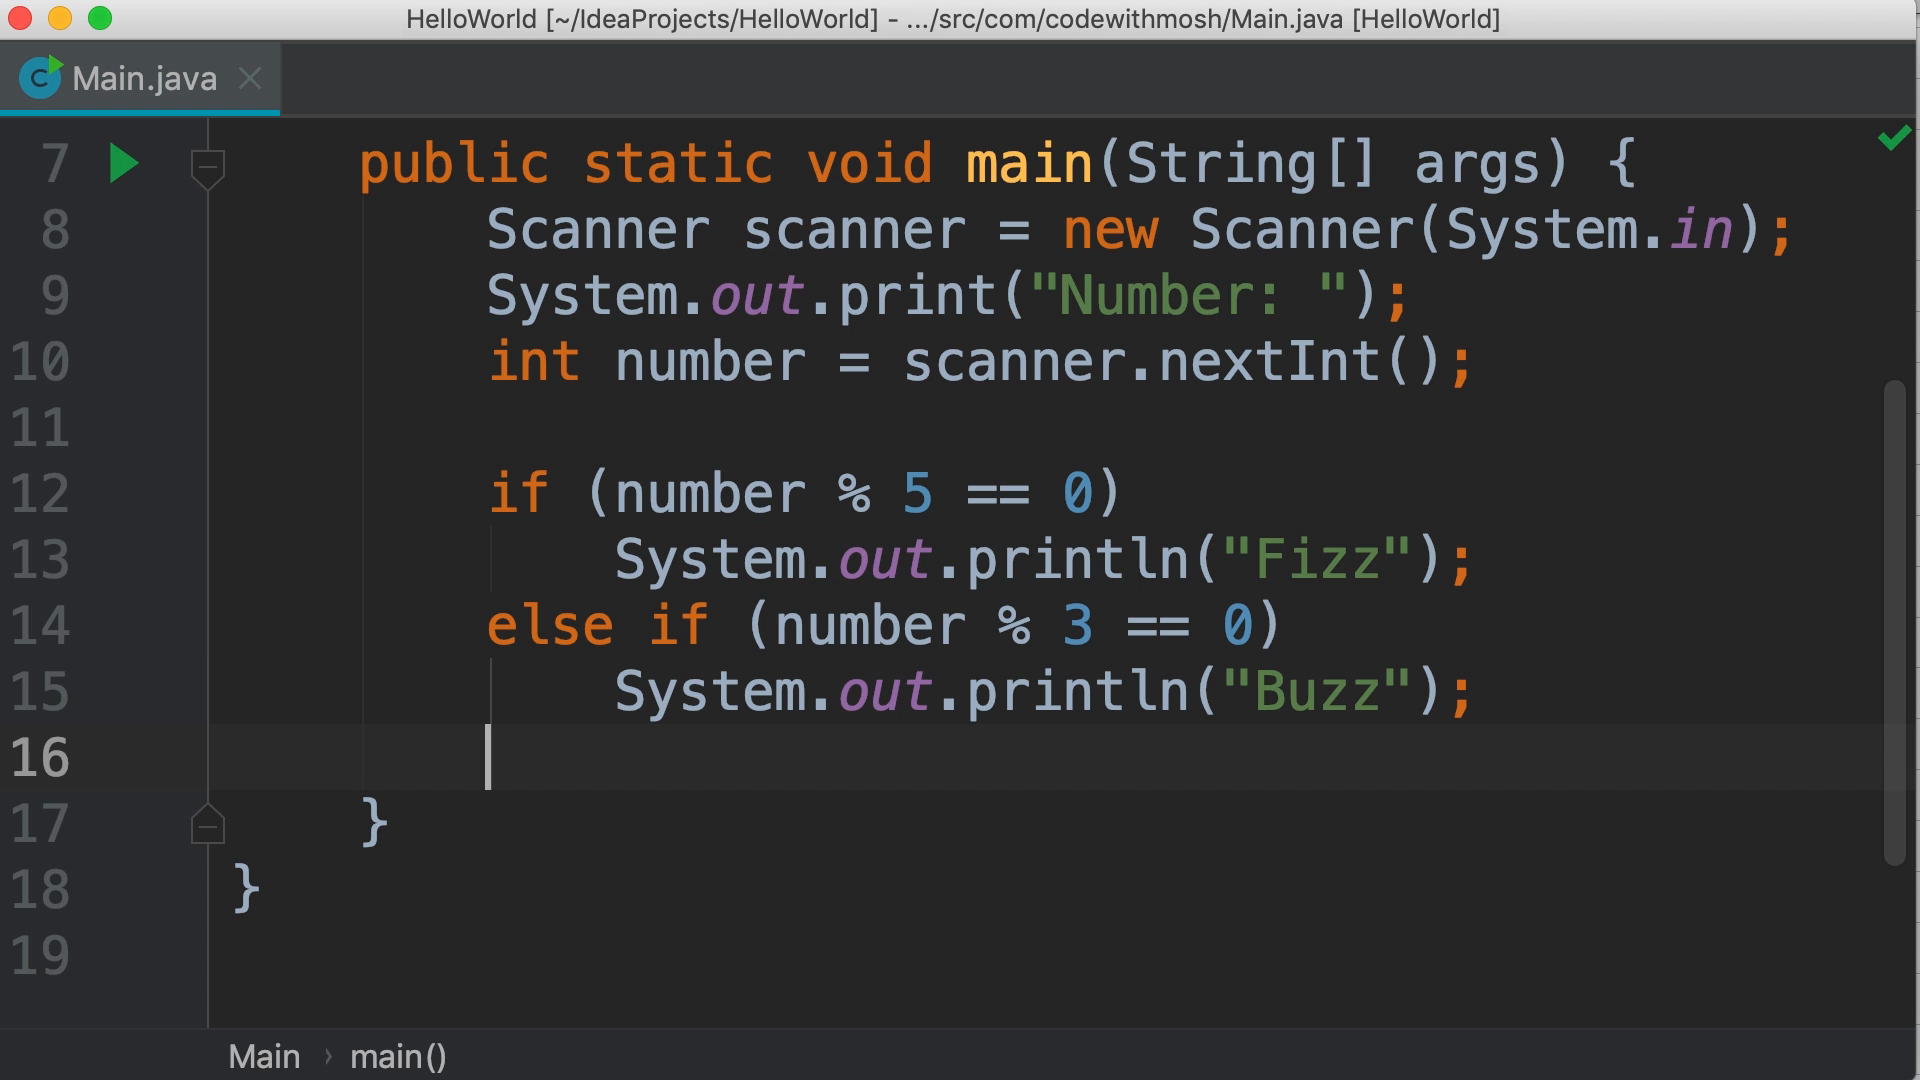 HelloWorld [~/IdeaProjects/HelloWorld] - .../src/com/codewithmosh/Main.java [HelloWorld]
C Main.java
7 public static void main(String[] args) {
8 Scanner scanner = new Scanner(System.in);
9 System.out.print("Number: ");
10 int number = scanner.nextInt();
11
12 if (number % 5 == 0)
13 System.out.println("Fizz");
14 else if (number % 3 == 0)
15 System.out.println("Buzz");
16
17 }
18 }
19
Main › main()